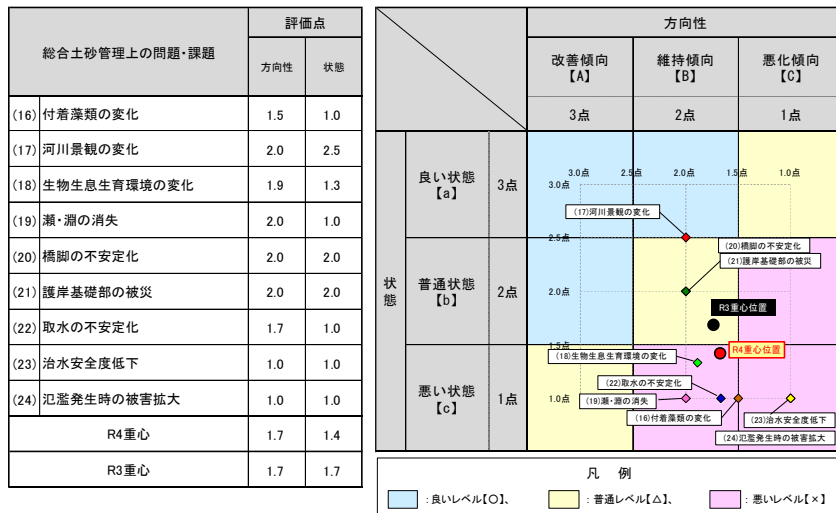 総合土砂管理上の問題・課題 評価点
方向性 状態
(16) 付着藻類の変化 1.5 1.0
(17) 河川景観の変化 2.0 2.5
(18) 生物生息生育環境の変化 1.9 1.3
(19) 瀬・淵の消失 2.0 1.0
(20) 橋脚の不安定化 2.0 2.0
(21) 護岸基礎部の被災 2.0 2.0
(22) 取水の不安定化 1.7 1.0
(23) 治水安全度低下 1.0 1.0
(24) 氾濫発生時の被害拡大 1.0 1.0
R4重心 1.7 1.4
R3重心 1.7 1.7
方向性
改善傾向 維持傾向 悪化傾向
【A】 【B】 【C】
3点 2点 1点
状態
良い状態
【a】
3点
普通状態
【b】
2点
悪い状態
【c】
1点
3.0点 2.5点 2.0点 1.5点 1.0点
3.0点
2.5点
2.0点
1.5点
1.0点
(17)河川景観の変化
(20)橋脚の不安定化
(21)護岸基礎部の被災
R3重心位置
R4重心位置
(18)生物生息生育環境の変化
(22)取水の不安定化
(19)瀬・淵の消失
(16)付着藻類の変化
(23)治水安全度低下
(24)氾濫発生時の被害拡大
凡 例
：良いレベル【○】、 ：普通レベル【△】、 ：悪いレベル【×】